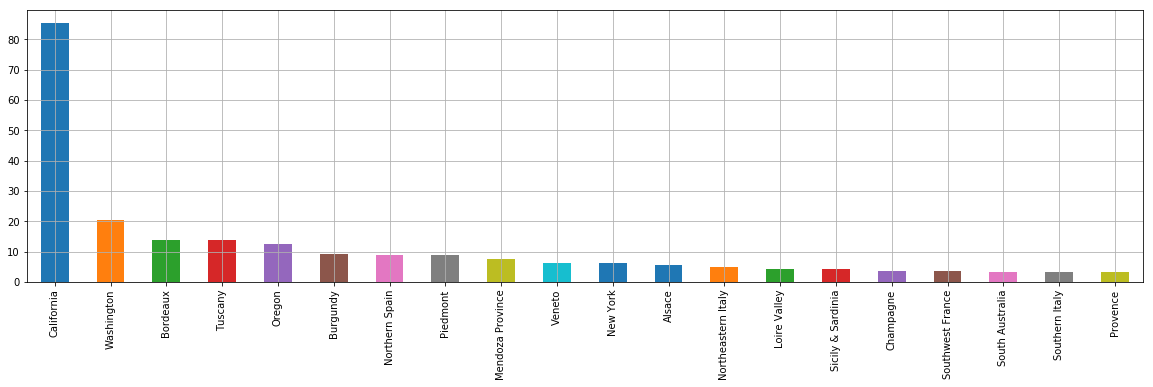 80
70
60
50
40
30
20
10
0
California
Washington
Bordeaux
Tuscany
Oregon
Burgundy
Northern Spain
Piedmont
Mendoza Province
Veneto
New York
Alsace
Northeastern Italy
Loire Valley
Sicily & Sardinia
Champagne
Southwest France
South Australia
Southern Italy
Provence